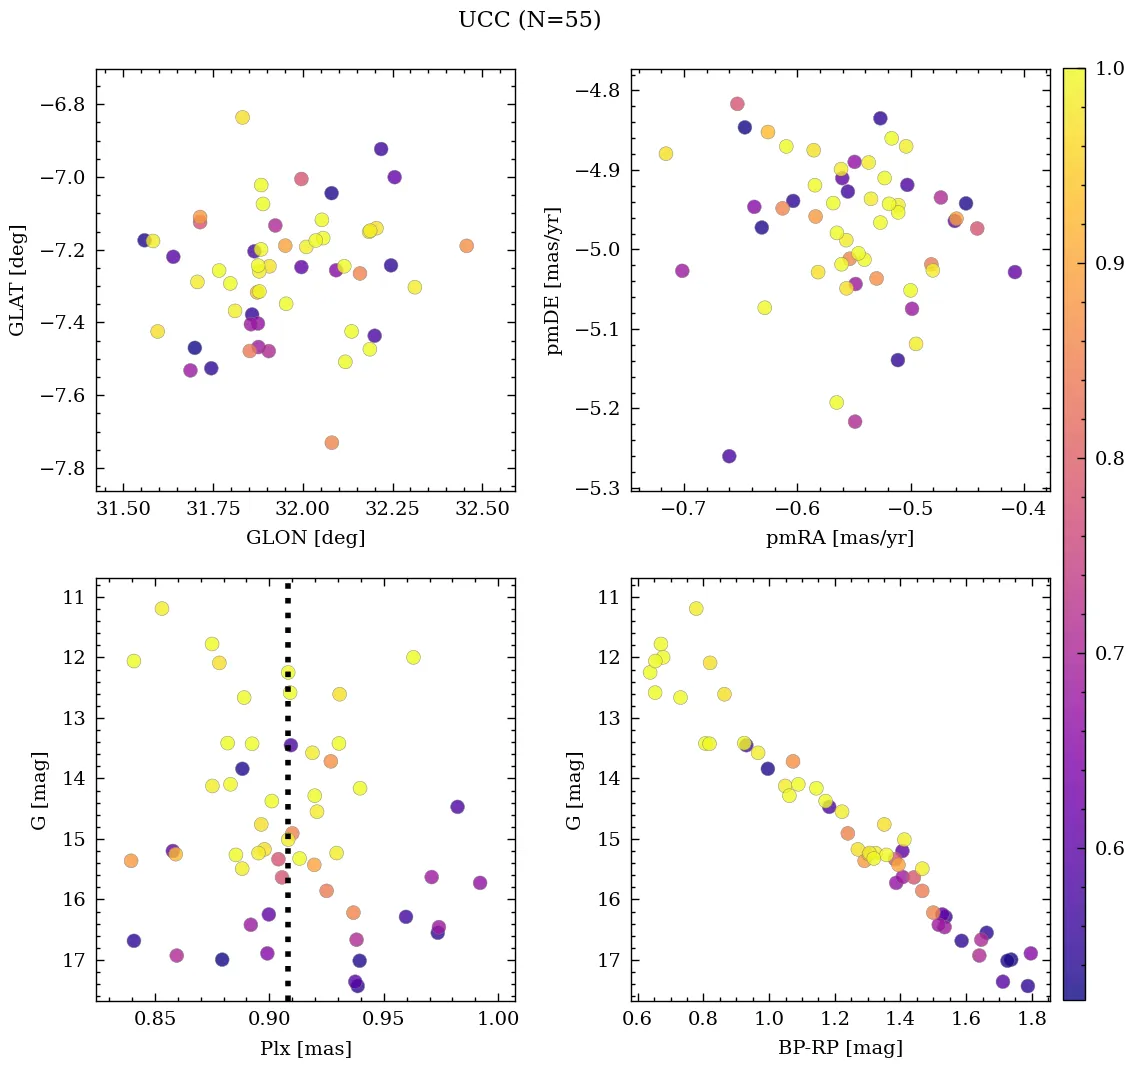 UCC (N=55)
−6.8
−7.0
−7.2
−7.4
−7.6
−7.8
GLAT [deg]
31.50 31.75 32.00 32.25 32.50
GLON [deg]
−4.8
−4.9
−5.0
−5.1
−5.2
−5.3
pmDE [mas/yr]
−0.7 −0.6 −0.5 −0.4
pmRA [mas/yr]
1.0
0.9
0.8
0.7
0.6
11
12
13
14
15
16
17
G [mag]
0.85 0.90 0.95 1.00
Plx [mas]
11
12
13
14
15
16
17
G [mag]
0.6 0.8 1.0 1.2 1.4 1.6 1.8
BP-RP [mag]